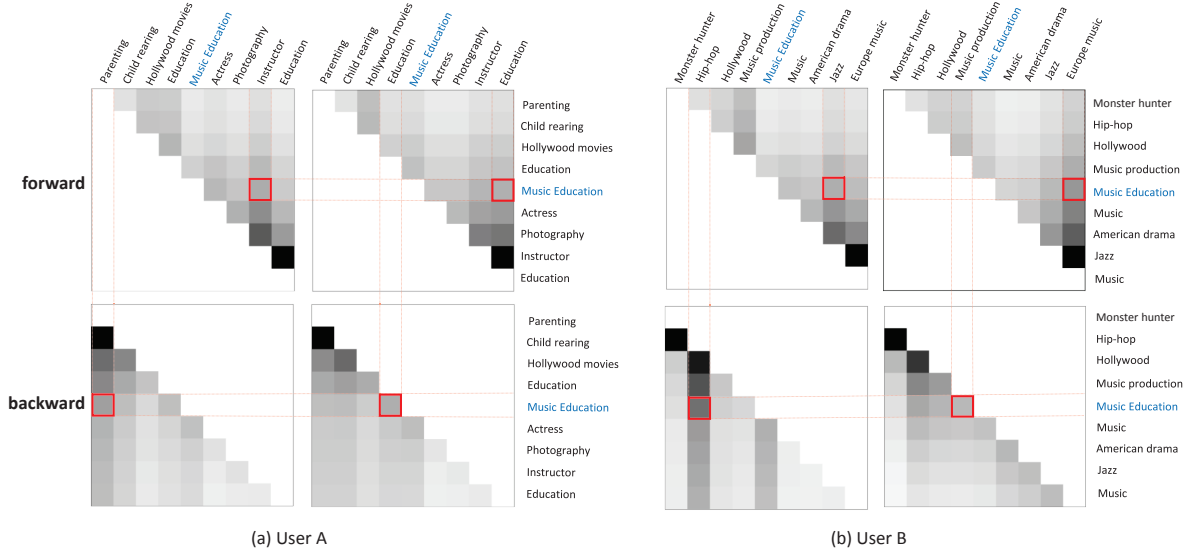 Parenting
Child rearing
Hollywood movies
Education
Music Education
Actress
Photography
Instructor
Education
Parenting
Child rearing
Hollywood movies
Education
Music Education
Actress
Photography
Instructor
Education
Monster hunter
Hip-hop
Hollywood
Music production
Music Education
Music
American drama
Jazz
Europe music
Monster hunter
Hip-hop
Hollywood
Music production
Music Education
Music
American drama
Jazz
Europe music
forward
Parenting
Child rearing
Hollywood movies
Education
Music Education
Actress
Photography
Instructor
Education
Monster hunter
Hip-hop
Hollywood
Music production
Music Education
Music
American drama
Jazz
Music
backward
Parenting
Child rearing
Hollywood movies
Education
Music Education
Actress
Photography
Instructor
Education
Monster hunter
Hip-hop
Hollywood
Music production
Music Education
Music
American drama
Jazz
Music
(a) User A
(b) User B